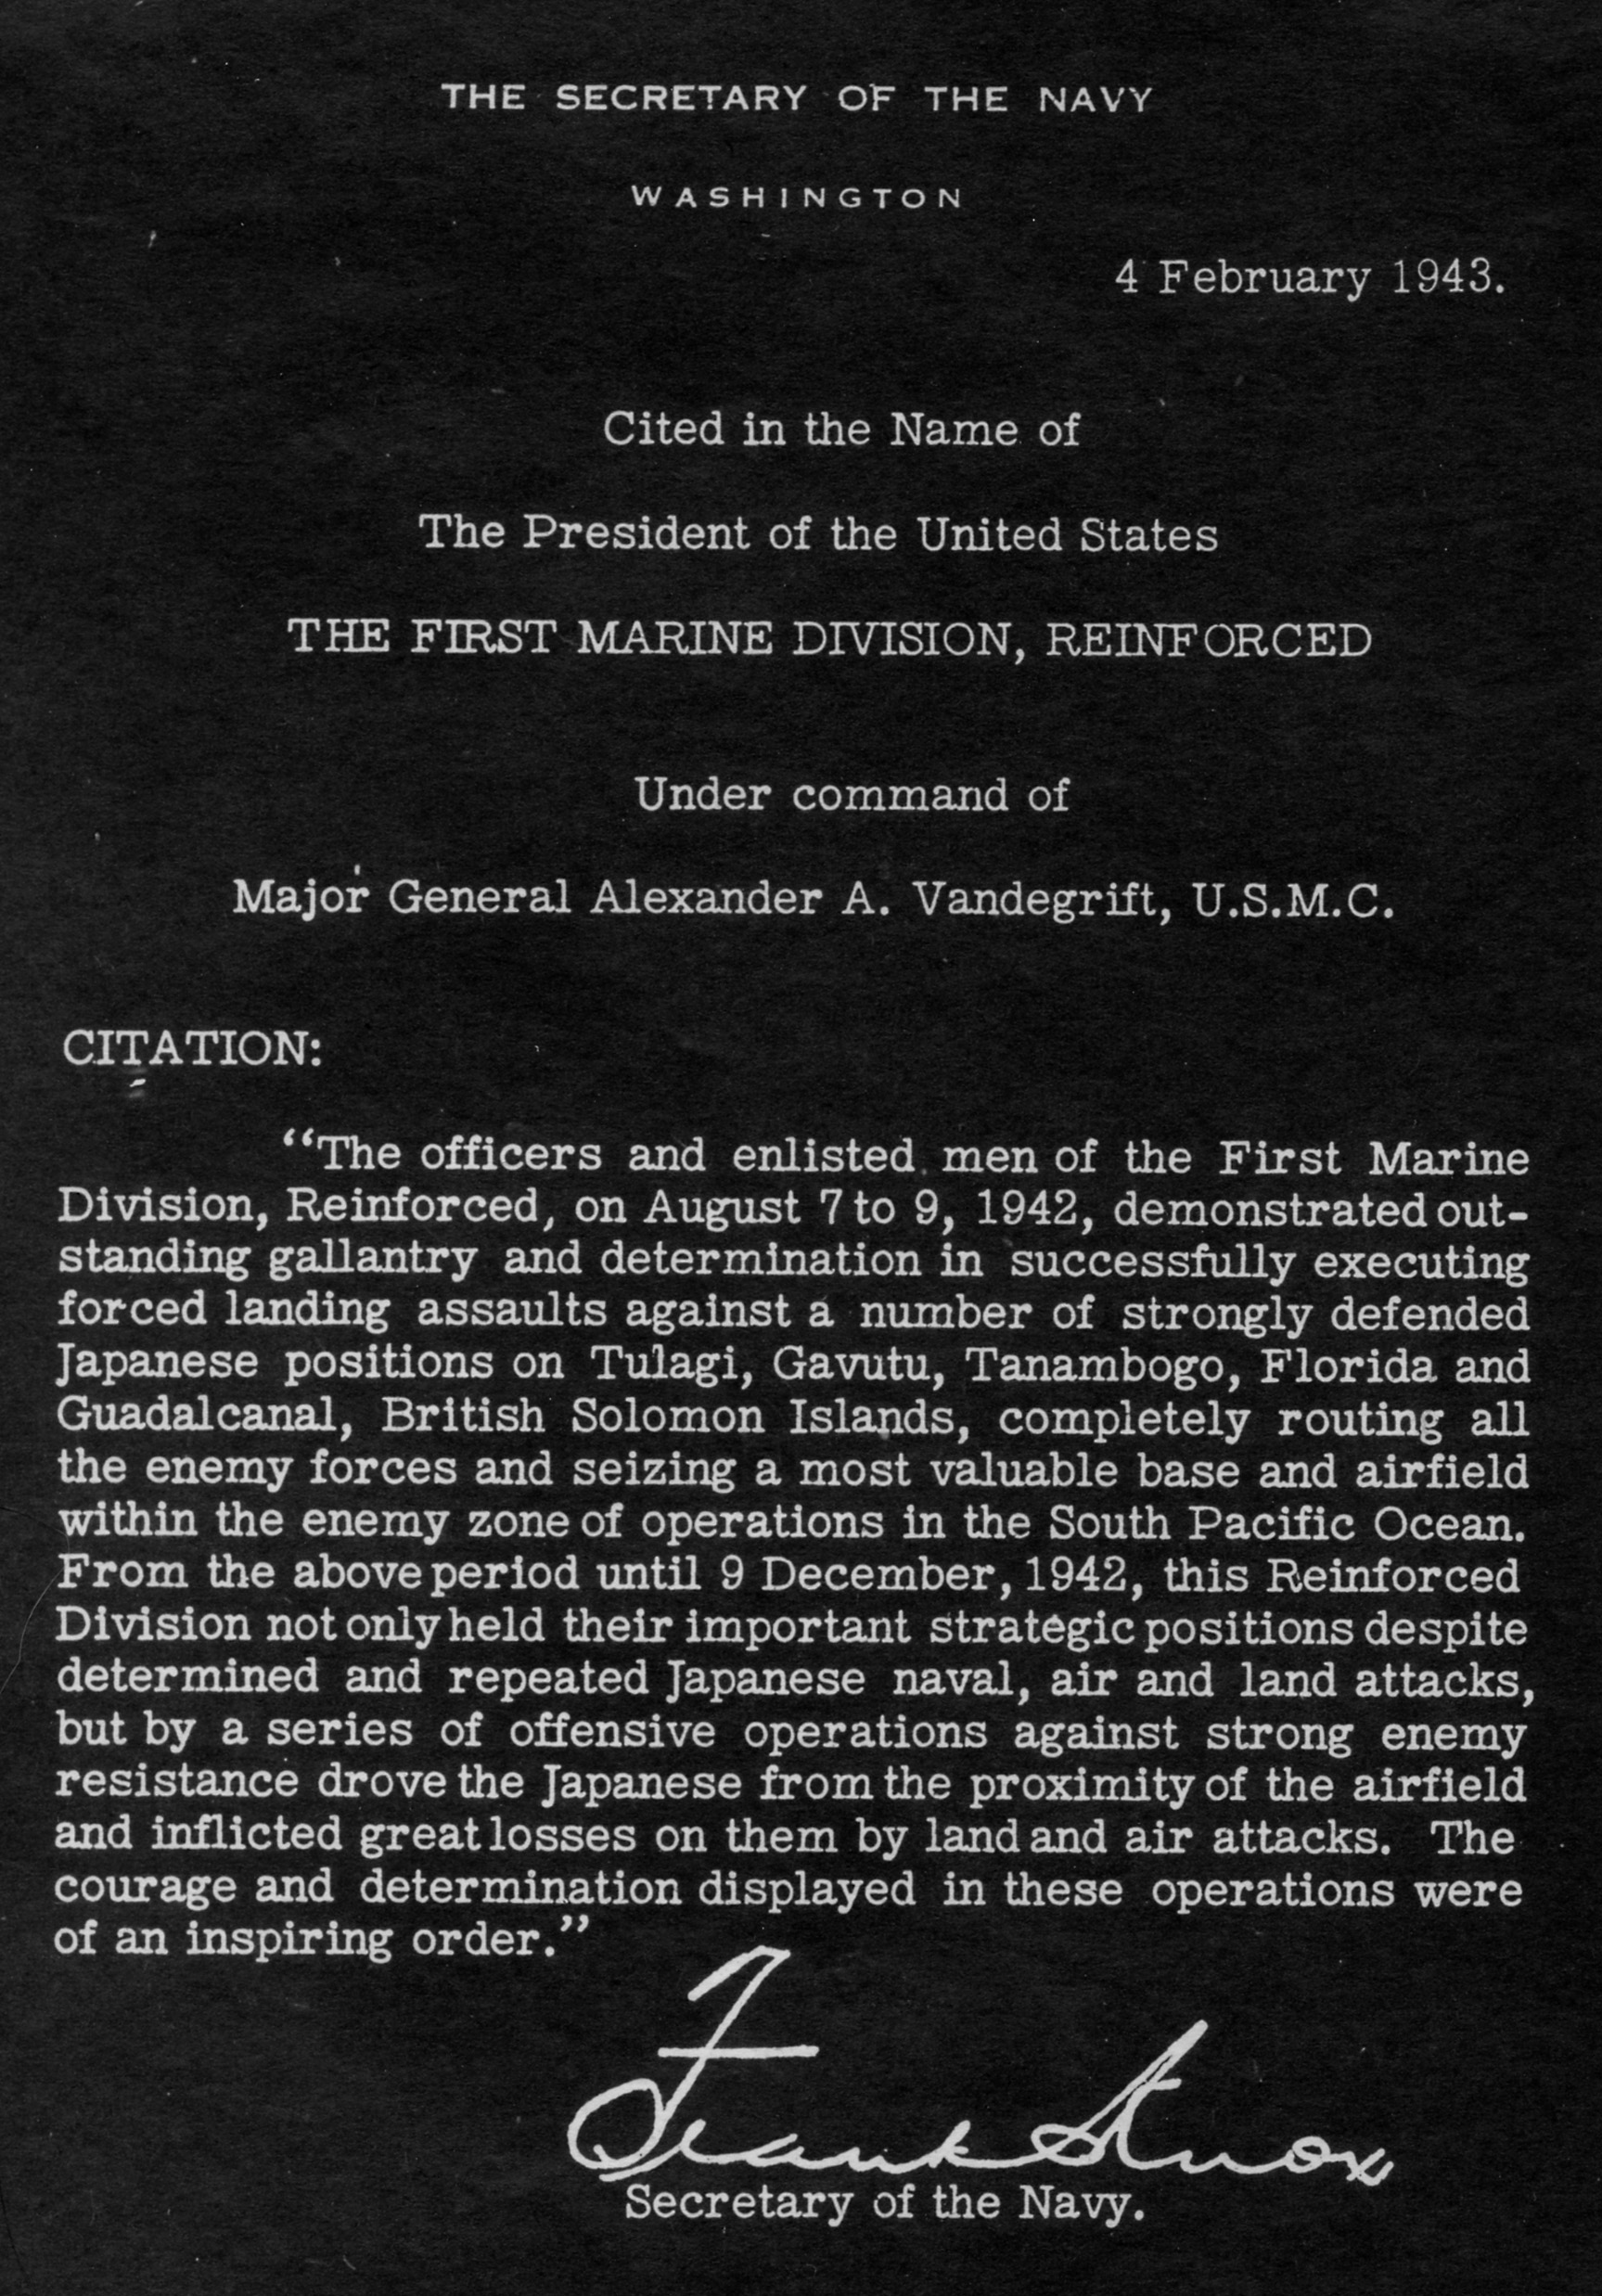 THE SECRETARY OF THE NAVY
WASHINGTON
4 February 1943.
Cited in the Name of
The President of the United States
THE FIRST MARINE DIVISION, REINFORCED
Under command of
Major General Alexander A. Vandegrift, U.S.M.C.
CITATION:
“The officers and enlisted men of the First Marine
Division, Reinforced, on August 7 to 9, 1942, demonstrated out-
standing gallantry and determination in successfully executing
forced landing assaults against a number of strongly defended
Japanese positions on Tulagi, Gavutu, Tanambogo, Florida and
Guadalcanal, British Solomon Islands, completely routing all
the enemy forces and seizing a most valuable base and airfield
within the enemy zone of operations in the South Pacific Ocean.
From the above period until 9 December, 1942, this Reinforced
Division not only held their important strategic positions despite
determined and repeated Japanese naval, air and land attacks,
but by a series of offensive operations against strong enemy
resistance drove the Japanese from the proximity of the airfield
and inflicted great losses on them by land and air attacks. The
courage and determination displayed in these operations were
of an inspiring order.”
Frank Knox
Secretary of the Navy.